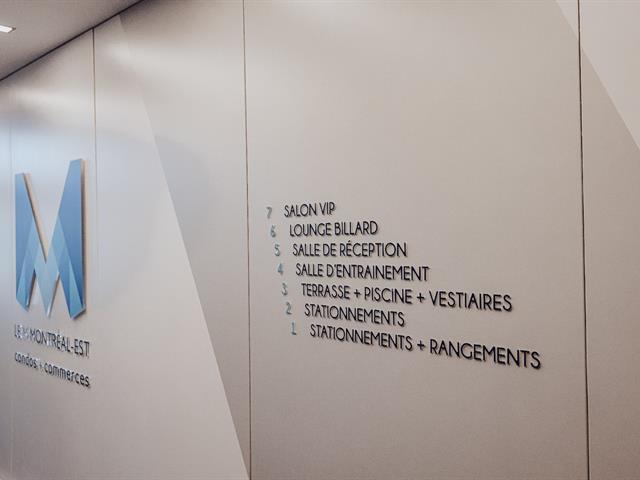 M
LE M MONTRÉAL-EST
condos + commerces
7 SALON VIP
6 LOUNGE BILLARD
5 SALLE DE RÉCEPTION
4 SALLE D'ENTRAINEMENT
3 TERRASSE + PISCINE + VESTIAIRES
2 STATIONNEMENTS
1 STATIONNEMENTS + RANGEMENTS